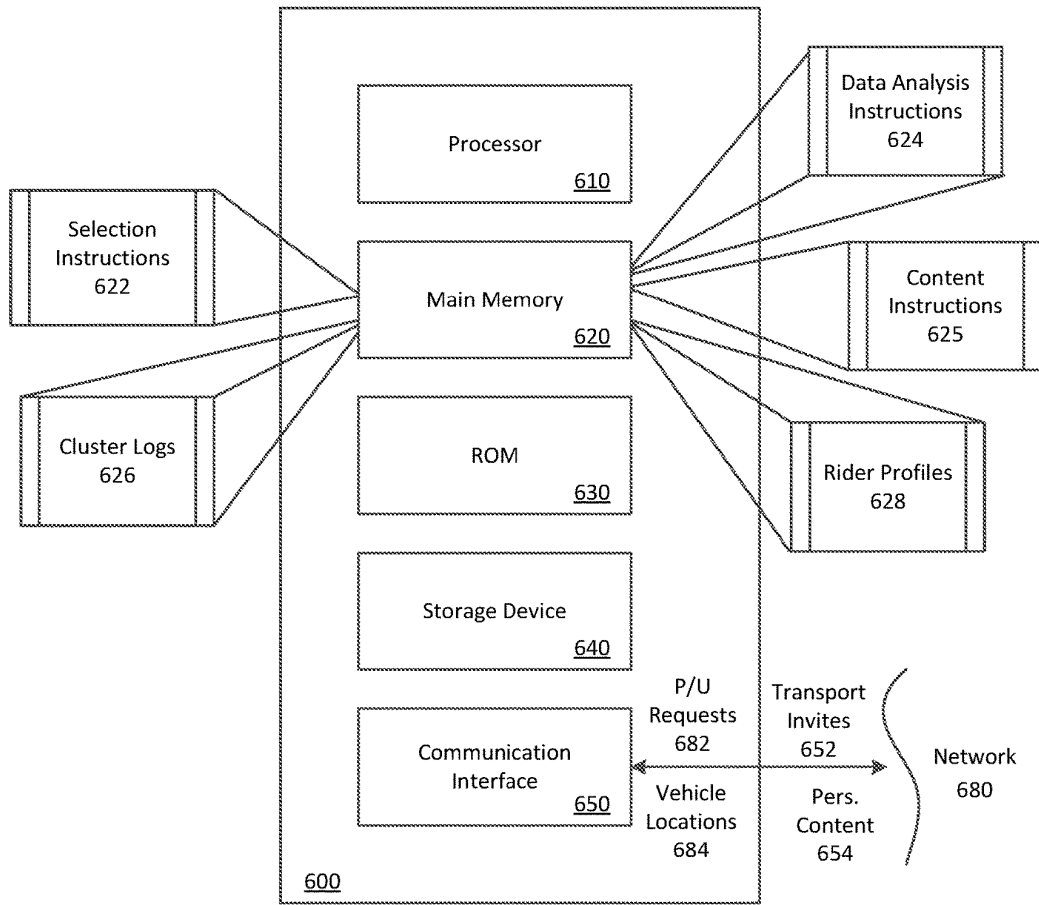 Processor
610
Main Memory
620
ROM
630
Storage Device
640
Communication
Interface
650
600
Selection
Instructions
622
Cluster Logs
626
Data Analysis
Instructions
624
Content
Instructions
625
Rider Profiles
628
P/U
Requests
682
Transport
Invites
652
Vehicle
Locations
684
Pers.
Content
654
Network
680